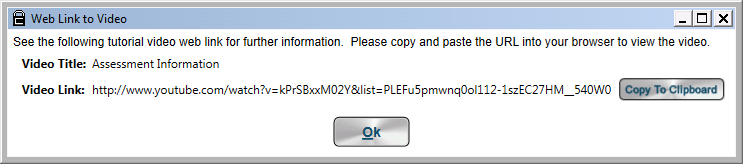 Web Link to Video
See the following tutorial video web link for further information.  Please copy and paste the URL into your browser to view the video.
Video Title: Assessment Information
Video Link: http://www.youtube.com/watch?v=kPrSBxxM02Y&list=PLEFu5pmwnq0ol112-1szEC27HM__540W0 Copy To Clipboard
Ok